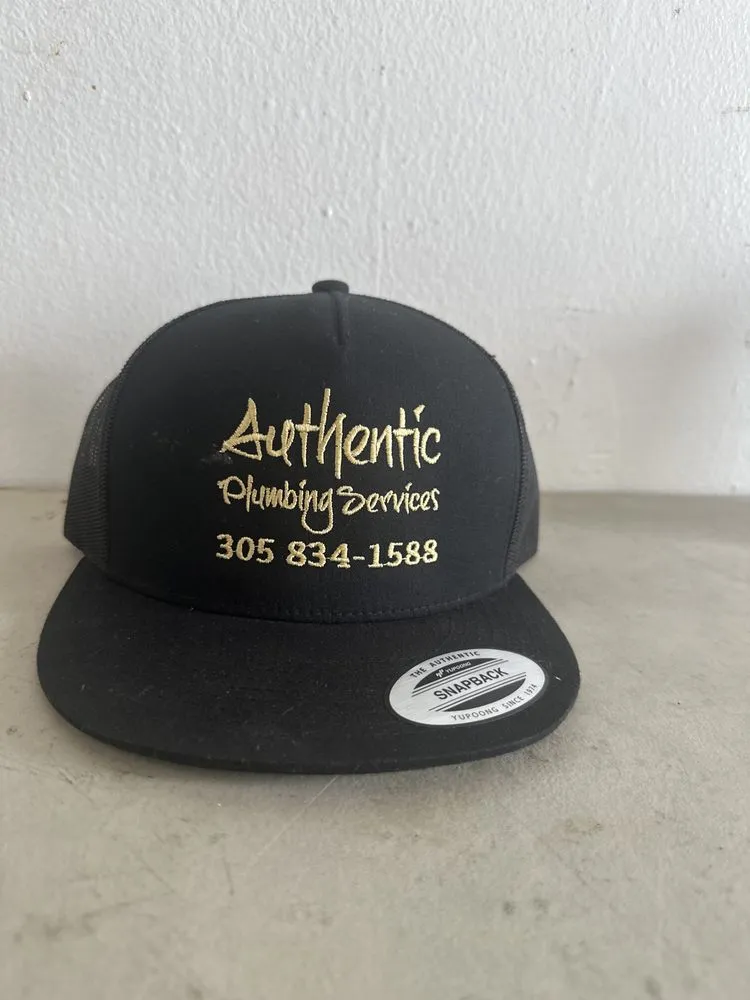 Authentic
Plumbing Services
305 834-1588
THE AUTHENTIC
YUPOONG
SNAPBACK
YUPOONG SINCE 1974